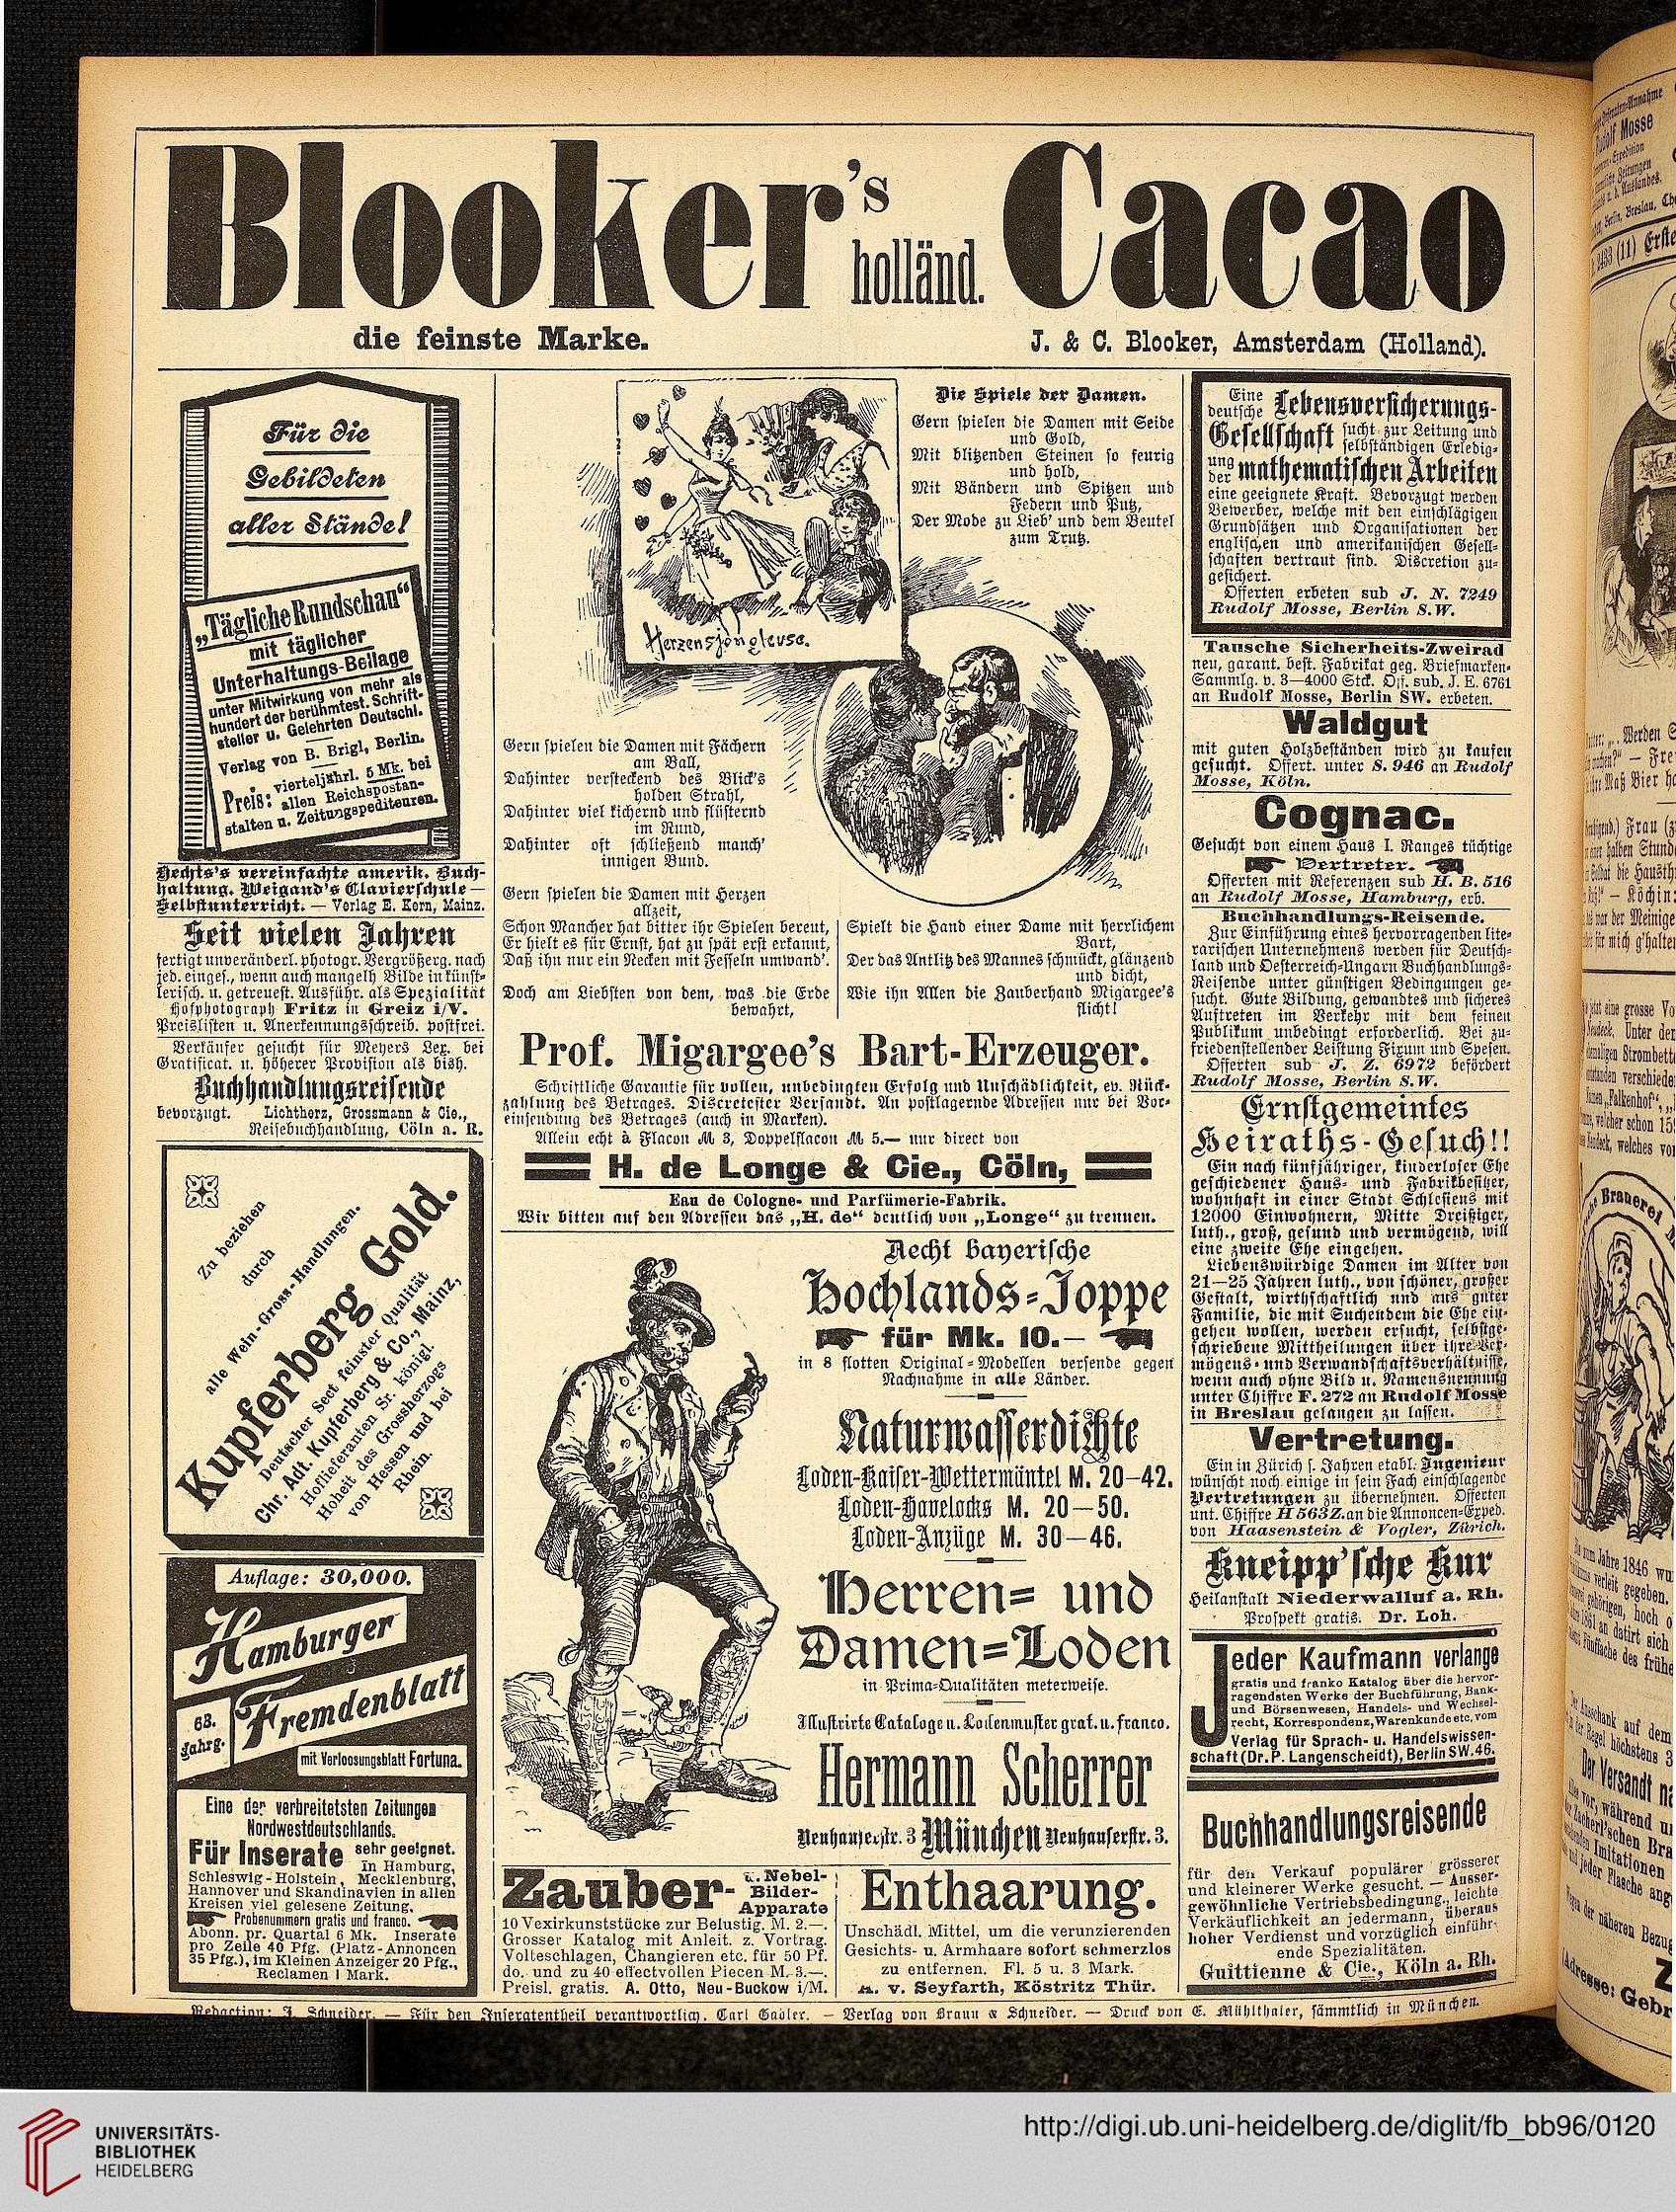 Blooker's holländ. Cacao
die feinste Marke.
J. & C. Blooker, Amsterdam (Holland).
Für die
Gebildeten
aller Stände!
„Tägliche Rundschau“
mit täglicher
Unterhaltungs-Beilage
unter Mitwirkung von mehr als
hundert der berühmtest. Schrift-
steller u. Gelehrten Deutschl.
Verlag von B. Brigl, Berlin.
Preis: vierteljährl. 5 Mk. bei
allen Reichspostan-
stalten u. Zeitungspediteuren.
Hechts's vereinfachte amerik. Buch-
haltung. Weigand's Clavierschule —
Selbstunterricht. — Verlag E. Kern, Mainz.
Seit vielen Jahren
fertigt unveränderl. photogr. Vergrößerg. nach
jed. einges., wenn auch mangelh Bilde in künst-
lerisch. u. getreuest. Ausführ. als Spezialität
Hofphotograph Fritz in Greiz i/V.
Preislisten u. Anerkennungsschreib. postfrei.
Verkäufer gesucht für Meyers Lex. bei
Gratificat. u. höherer Provision als bish.
Buchhandlungsreisende
bevorzugt. Lichtherz, Grossmann & Cie.,
Reisebuchhandlung, Cöln a. R.
Zu beziehen
durch
alle Wein-Gross-Handlungen.
Kupferberg Gold.
Deutscher Sect feinster Qualität
Chr. Adt. Kupferberg & Co., Mainz,
Hoflieferanten Sr. königl.
Hoheit des Grossherzogs
von Hessen und bei
Rhein.
Auflage: 30,000.
Hamburger
Fremdenblatt
63.
Jahrg.
mit Verloosungsblatt Fortuna.
Eine der verbreitetsten Zeitungen
Nordwestdeutschlands.
Für Inserate sehr geeignet.
In Hamburg,
Schleswig-Holstein, Mecklenburg,
Hannover und Skandinavien in allen
Kreisen viel gelesene Zeitung.
Probenummern gratis und franco.
Abonn. pr. Quartal 6 Mk. Inserate
pro Zeile 40 Pfg. (Platz-Annoncen
35 Pfg.), im Kleinen Anzeiger 20 Pfg.,
Reclamen 1 Mark.
Herzensjongleuse.
Die Spiele der Damen.
Gern spielen die Damen mit Seide
und Gold,
Mit blitzenden Steinen so feurig
und hold,
Mit Bändern und Spitzen und
Federn und Putz,
Der Mode zu Lieb' und dem Beutel
zum Trutz.
Gern spielen die Damen mit Fächern
am Ball,
Dahinter versteckend des Blick's
holden Strahl,
Dahinter viel kichernd und flüsternd
im Rund,
Dahinter oft schließend manch'
innigen Bund.
Gern spielen die Damen mit Herzen
allzeit,
Schon Mancher hat bitter ihr Spielen bereut,
Er hielt es für Ernst, hat zu spät erst erkannt,
Daß ihn nur ein Necken mit Fesseln umwand'.
Doch am Liebsten von dem, was die Erde
bewahrt,
Spielt die Hand einer Dame mit herrlichem
Bart,
Der das Antlitz des Mannes schmückt, glänzend
und dicht,
Wie ihn Allen die Zauberhand Migargee's
flicht!
Prof. Migargee's Bart-Erzeuger.
Schriftliche Garantie für vollen, unbedingten Erfolg und Unschädlichkeit, ev. Rück-
zahlung des Betrages. Discretester Versandt. An postlagernde Adressen nur bei Vor-
einsendung des Betrages (auch in Marken).
Allein echt à Flacon M 3, Doppelflacon M 5.— nur direct von
H. de Longe & Cie., Cöln,
Eau de Cologne- und Parfümerie-Fabrik.
Wir bitten auf den Adressen das „H. de“ deutlich von „Longe“ zu trennen.
Aecht bayerische
Hochlands-Joppe
für Mk. 10.—
in 8 flotten Original-Modellen versende gegen
Nachnahme in alle Länder.
Naturwasserdichte
Loden-Kaiser-Wettermäntel M. 20—42.
Loden-Havelocks M. 20—50.
Loden-Anzüge M. 30—46.
Herren- und
Damen-Loden
in Prima-Qualitäten meterweise.
Illustrirte Cataloge u. Lodenmuster grat. u. franco.
Hermann Scherrer
Neuhauserstr. 3 München Neuhauserstr. 3.
Zauber- u. Nebel-
Bilder-
Apparate
10 Vexirkunststücke zur Belustig. M. 2.—.
Grosser Katalog mit Anleit. z. Vortrag.
Volteschlagen, Changieren etc. für 50 Pf.
do. und zu 40 effectvollen Piecen M. 3.—.
Preisl. gratis. A. Otto, Neu-Buckow i/M.
Enthaarung.
Unschädl. Mittel, um die verunzierenden
Gesichts- u. Armhaare sofort schmerzlos
zu entfernen. Fl. 5 u. 3 Mark.
A. v. Seyfarth, Köstritz Thür.
Eine
deutsche Lebensversicherungs-
Gesellschaft sucht zur Leitung und
selbständigen Erledig-
ung
der mathematischen Arbeiten
eine geeignete Kraft. Bevorzugt werden
Bewerber, welche mit den einschlägigen
Grundsätzen und Organisationen der
englischen und amerikanischen Gesell-
schaften vertraut sind. Discretion zu-
gesichert.
Offerten erbeten sub J. N. 7249
Rudolf Mosse, Berlin S.W.
Tausche Sicherheits-Zweirad
neu, garant. best. Fabrikat geg. Briefmarken-
Sammlg. v. 3—4000 Stck. Off. sub. J. E. 6761
an Rudolf Mosse, Berlin SW. erbeten.
Waldgut
mit guten Holzbeständen wird zu kaufen
gesucht. Offert. unter S. 946 an Rudolf
Mosse, Köln.
Cognac.
Gesucht von einem Haus I. Ranges tüchtige
Vertreter.
Offerten mit Referenzen sub H. B. 516
an Rudolf Mosse, Hamburg, erb.
Buchhandlungs-Reisende.
Zur Einführung eines hervorragenden lite-
rarischen Unternehmens werden für Deutsch-
land und Oesterreich-Ungarn Buchhandlungs-
Reisende unter günstigen Bedingungen ge-
sucht. Gute Bildung, gewandtes und sicheres
Auftreten im Verkehr mit dem feinen
Publikum unbedingt erforderlich. Bei zu-
friedenstellender Leistung Fixum und Spesen.
Offerten sub J. Z. 6972 befördert
Rudolf Mosse, Berlin S.W.
Ernstgemeintes
Heiraths-Gesuch!!
Ein nach fünfjähriger, kinderloser Ehe
geschiedener Haus- und Fabrikbesitzer,
wohnhaft in einer Stadt Schlesiens mit
12000 Einwohnern, Mitte Dreißiger,
luth., groß, gesund und vermögend, will
eine zweite Ehe eingehen.
Liebenswürdige Damen im Alter von
21—25 Jahren luth., von schöner, großer
Gestalt, wirthschaftlich und aus guter
Familie, die mit Suchendem die Ehe ein-
gehen wollen, werden ersucht, selbstge-
schriebene Mittheilungen über ihre Ver-
mögens- und Verwandschaftsverhältnisse,
wenn auch ohne Bild u. Namensnennung
unter Chiffre F. 272 an Rudolf Mosse
in Breslau gelangen zu lassen.
Vertretung.
Ein in Zürich s. Jahren etabl. Ingenieur
wünscht noch einige in sein Fach einschlagende
Vertretungen zu übernehmen. Offerten
unt. Chiffre H 563 Z. an die Annoncen-Exped.
von Haasenstein & Vogler, Zürich.
Kneipp'sche Kur
Heilanstalt Niederwalluf a. Rh.
Prospekt gratis. Dr. Loh.
Jeder Kaufmann verlange
gratis und franko Katalog über die hervor-
ragendsten Werke der Buchführung, Bank-
und Börsenwesen, Handels- und Wechsel-
recht, Korrespondenz, Warenkunde etc. vom
Verlag für Sprach- u. Handelswissen-
schaft (Dr. P. Langenscheidt), Berlin SW. 46.
Buchhandlungsreisende
für den Verkauf populärer grösserer
und kleinerer Werke gesucht. — Ausser-
gewöhnliche Vertriebsbedingung., leichte
Verkäuflichkeit an jedermann, überaus
hoher Verdienst und vorzüglich einführ-
ende Spezialitäten.
Guittienne & Cie., Köln a. Rh.
Redaction: J. Schneider. — Für den Inseratentheil verantwortlich. Carl Gabler. — Verlag von Braun & Schneider. — Druck von E. Mühlthaler, sämmtlich in München.
UNIVERSITÄTS-
BIBLIOTHEK
HEIDELBERG
http://digi.ub.uni-heidelberg.de/diglit/fb_bb96/0120